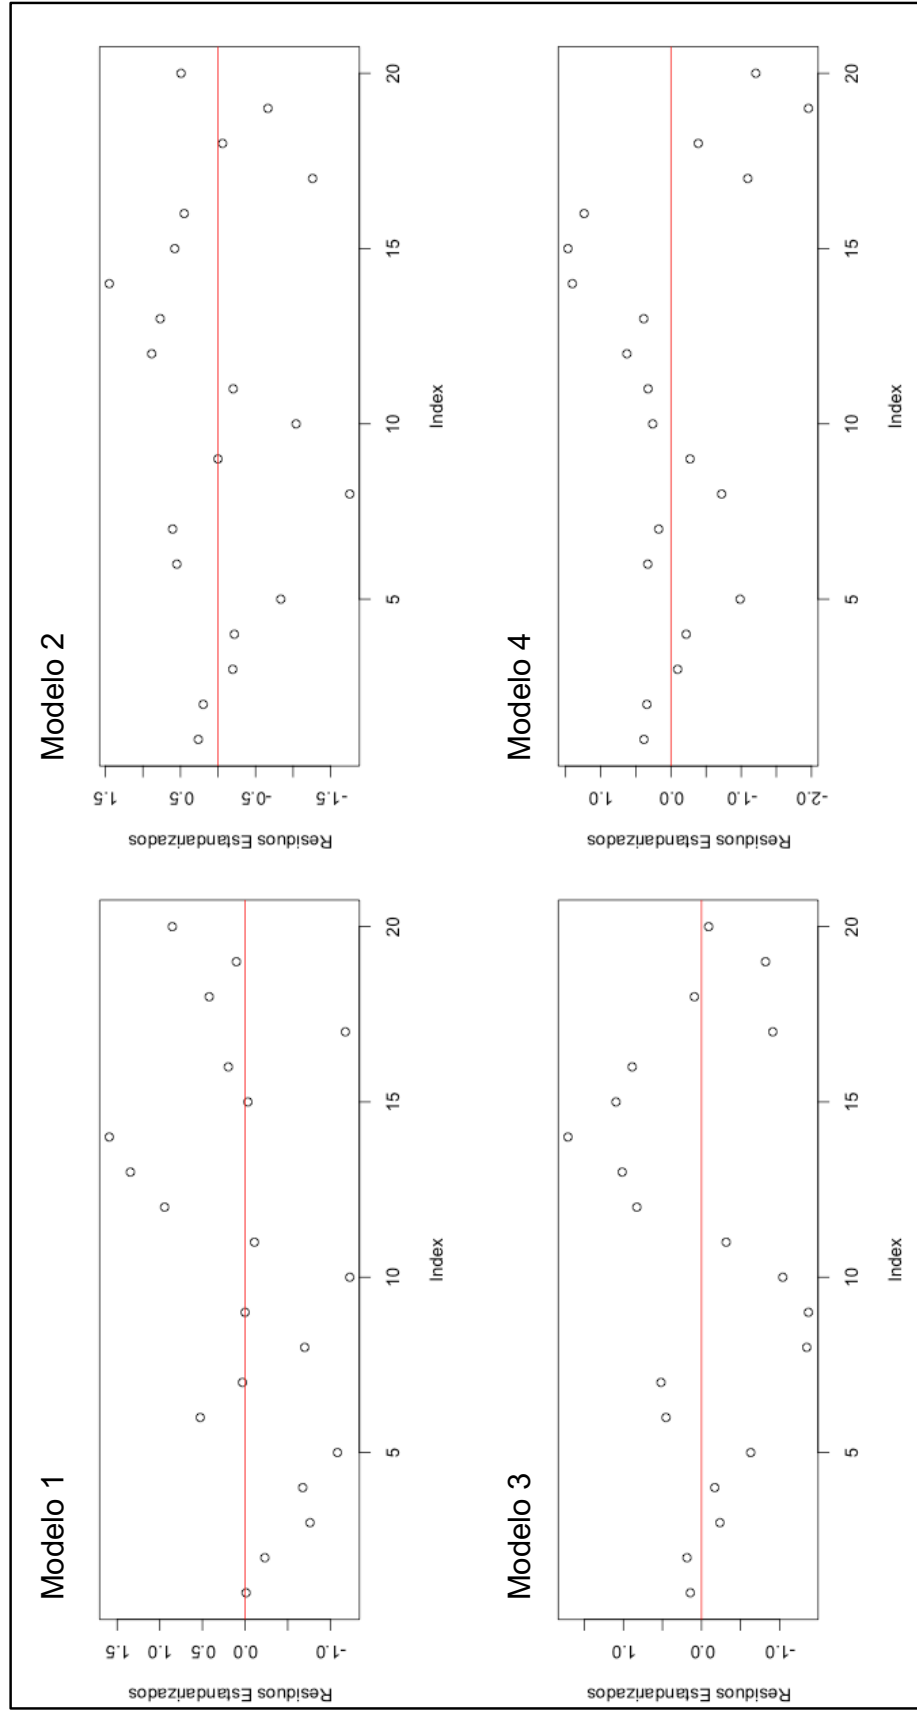 Modelo 1
Residuos Estandarizados
1.5
1.0
0.5
0.0
-1.0
5 10 15 20
Index
Modelo 2
Residuos Estandarizados
1.5
0.5
-0.5
-1.5
5 10 15 20
Index
Modelo 3
Residuos Estandarizados
1.0
0.0
-1.0
5 10 15 20
Index
Modelo 4
Residuos Estandarizados
1.0
0.0
-1.0
-2.0
5 10 15 20
Index